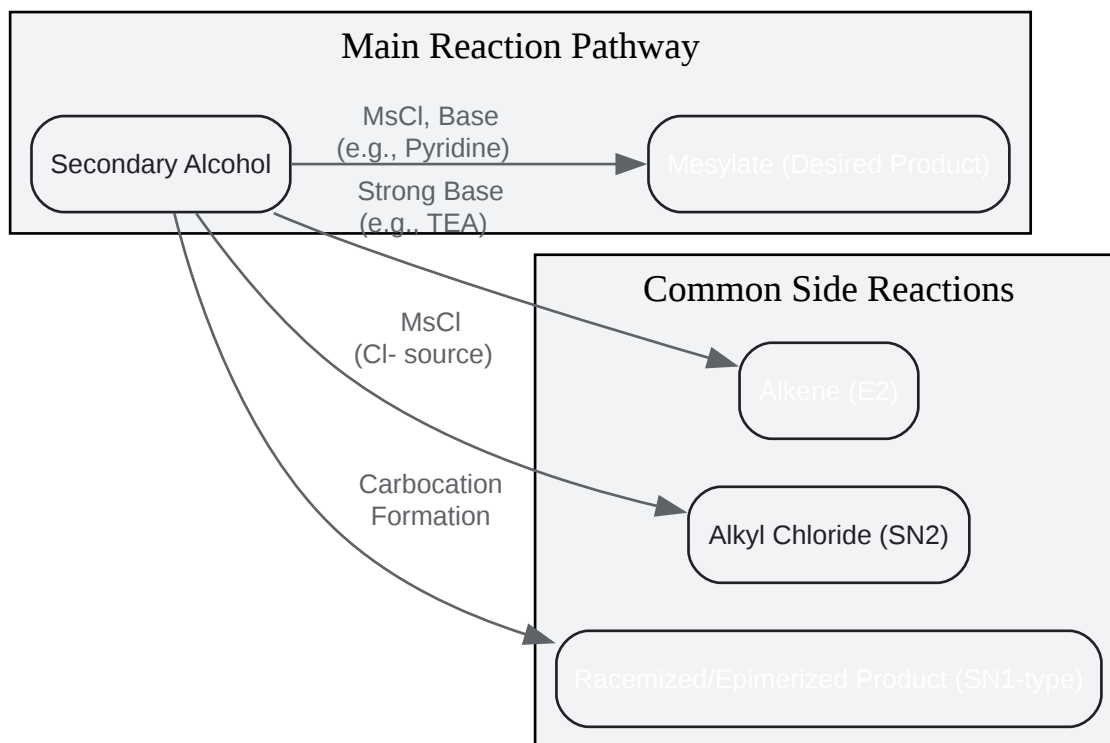 Main Reaction Pathway
MsCl, Base
(e.g., Pyridine)
Secondary Alcohol
Mesylate (Desired Product)
Strong Base
(e.g., TEA)
Common Side Reactions
MsCl
(Cl- source)
Alkene (E2)
Carbocation
Formation
Alkyl Chloride (SN2)
Racemized/Epimerized Product (SN1-type)